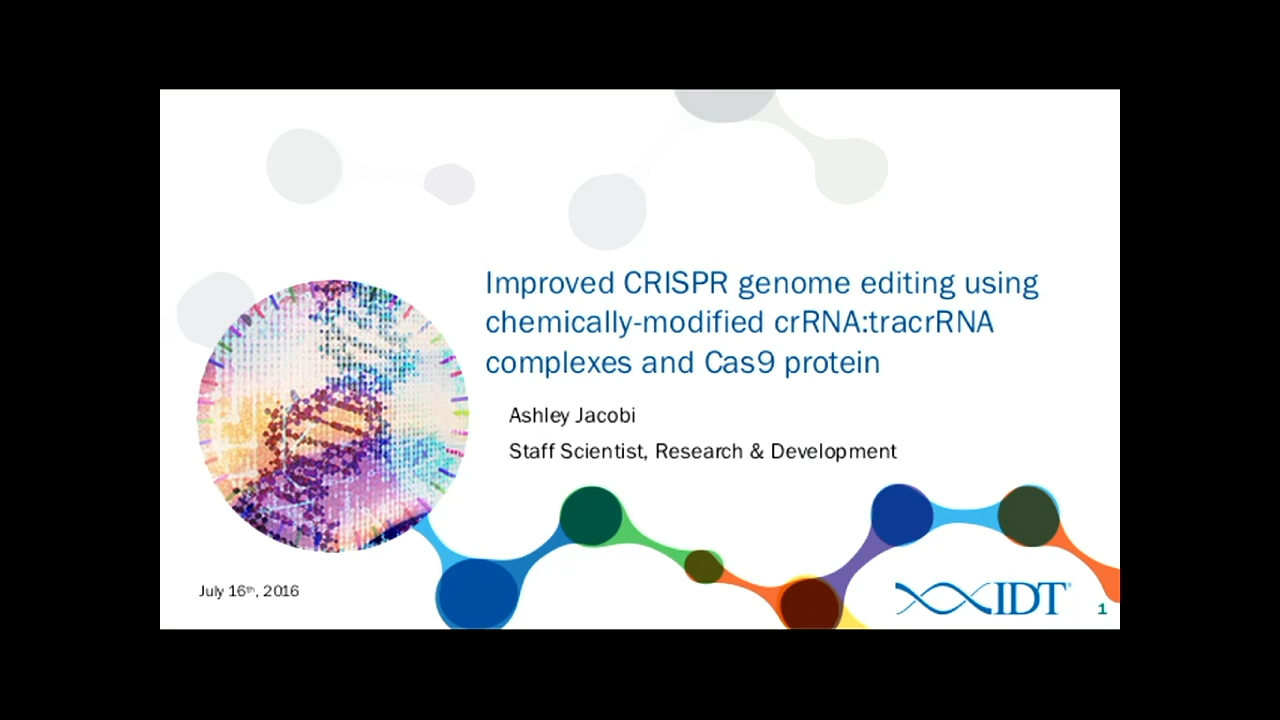 Improved CRISPR genome editing using
chemically-modified crRNA:tracrRNA
complexes and Cas9 protein
Ashley Jacobi
Staff Scientist, Research & Development
July 16th, 2016
IDT®
1